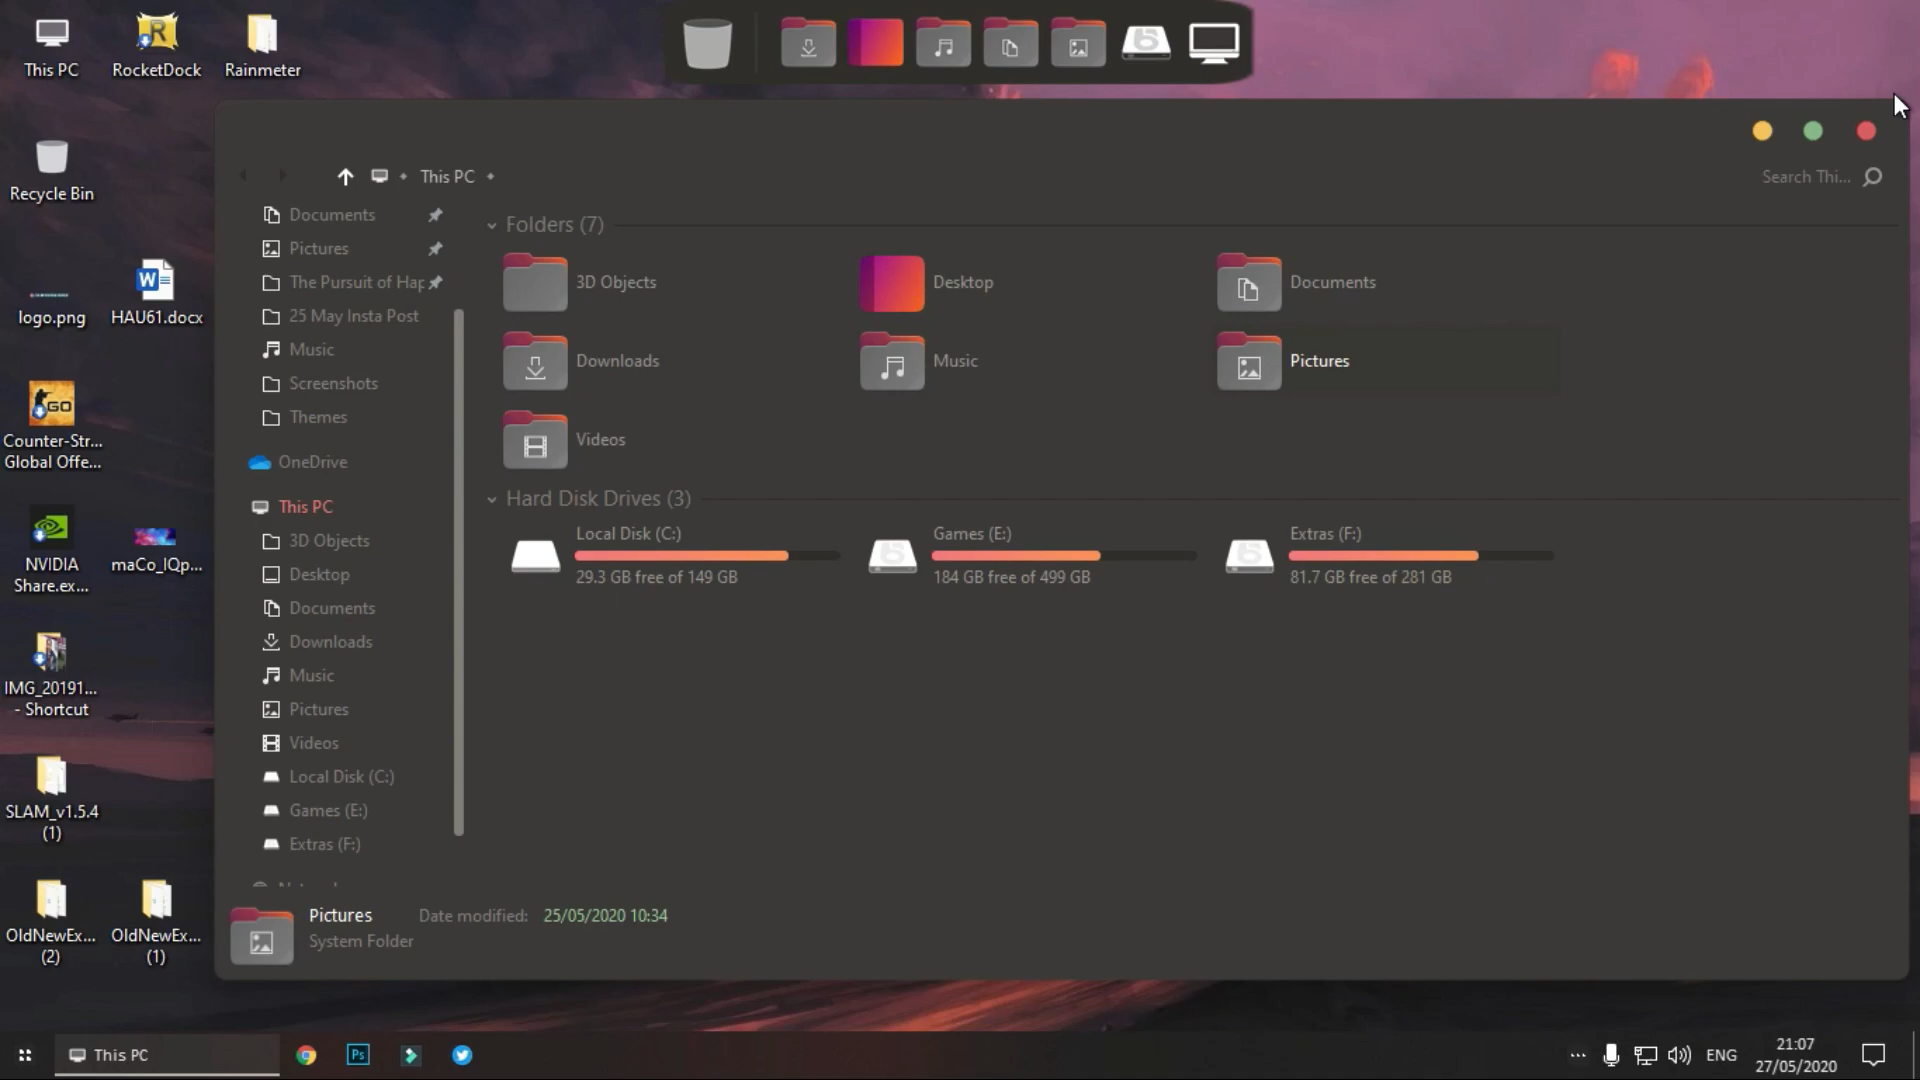 This PC
RocketDock
Rainmeter
Recycle Bin
logo.png
HAU61.docx
Counter-Str...
Global Offe...
NVIDIA
Share.ex...
maCo_IQp...
IMG_20191...
- Shortcut
SLAM_v1.5.4
(1)
OldNewEx...
(2)
OldNewEx...
(1)
This PC
Search Thi...
Documents
Pictures
The Pursuit of Hap
25 May Insta Post
Music
Screenshots
Themes
OneDrive
This PC
3D Objects
Desktop
Documents
Downloads
Music
Pictures
Videos
Local Disk (C:)
Games (E:)
Extras (F:)
Folders (7)
3D Objects
Desktop
Documents
Downloads
Music
Pictures
Videos
Hard Disk Drives (3)
Local Disk (C:)
29.3 GB free of 149 GB
Games (E:)
184 GB free of 499 GB
Extras (F:)
81.7 GB free of 281 GB
Pictures
Date modified: 25/05/2020 10:34
System Folder
This PC
Ps
ENG
21:07
27/05/2020